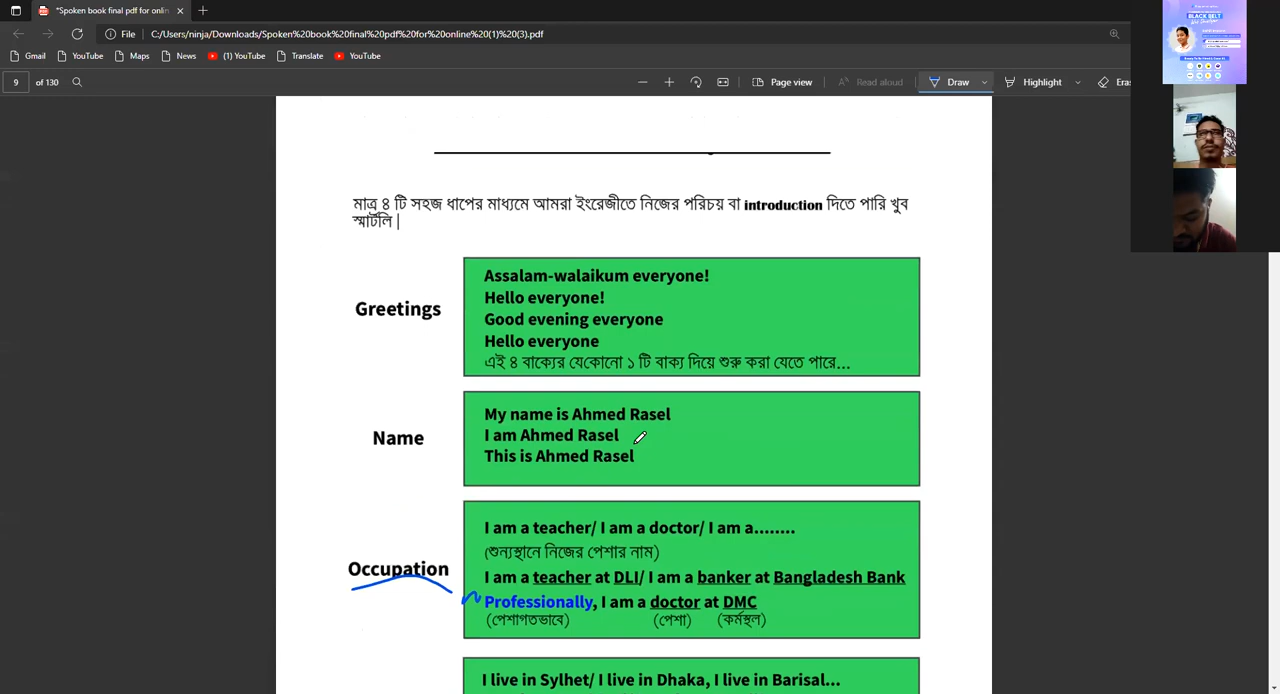 "Spoken book final pdf for onlin
File
C:/Users/ninja/Downloads/Spoken%20book%20final%20pdf%20for%20online%20(1)%20(3).pdf
Gmail
YouTube
Maps
News
(1) YouTube
Translate
YouTube
9 of 130
Page view
Read aloud
Draw
Highlight
Eras
BLACK BELT
মাত্র ৪ টি সহজ ধাপের মাধ্যমে আমরা ইংরেজীতে নিজের পরিচয় বা introduction দিতে পারি খুব
স্মার্টলি |
Greetings
Assalam-walaikum everyone!
Hello everyone!
Good evening everyone
Hello everyone
এই ৪ বাক্যের যেকোনো ১ টি বাক্য দিয়ে শুরু করা যেতে পারে...
Name
My name is Ahmed Rasel
I am Ahmed Rasel
This is Ahmed Rasel
Occupation
I am a teacher/ I am a doctor/ I am a........
(শুন্যস্থানে নিজের পেশার নাম)
I am a teacher at DLI/ I am a banker at Bangladesh Bank
Professionally, I am a doctor at DMC
(পেশাগতভাবে) (পেশা) (কর্মস্থল)
I live in Sylhet/ I live in Dhaka, I live in Barisal...